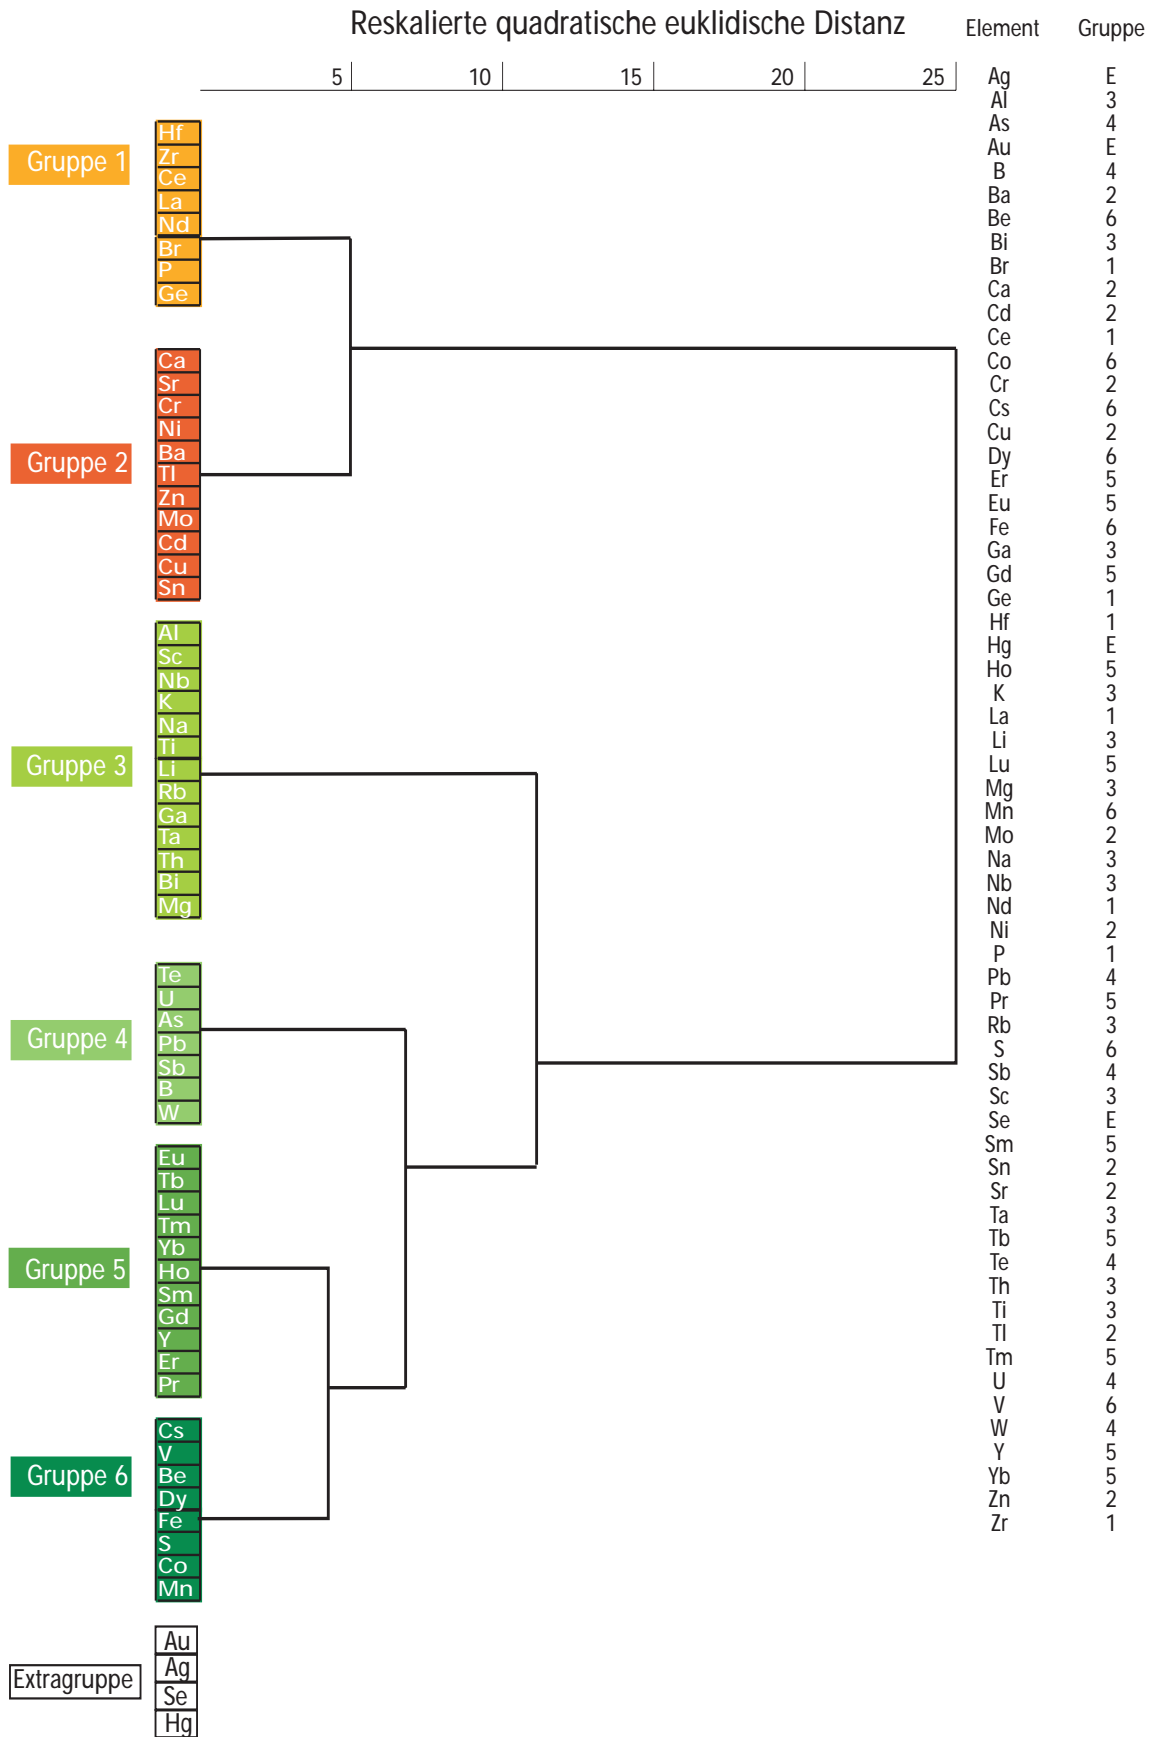 Reskalierte quadratische euklidische Distanz
5 10 15 20 25
Gruppe 1
Hf
Zr
Ce
La
Nd
Br
P
Ge
Gruppe 2
Ca
Sr
Cr
Ni
Ba
Tl
Zn
Mo
Cd
Cu
Sn
Gruppe 3
Al
Sc
Nb
K
Na
Ti
Li
Rb
Ga
Ta
Th
Bi
Mg
Gruppe 4
Te
U
As
Pb
Sb
B
W
Gruppe 5
Eu
Tb
Lu
Tm
Yb
Ho
Sm
Gd
Y
Er
Pr
Gruppe 6
Cs
V
Be
Dy
Fe
S
Co
Mn
Extragruppe
Au
Ag
Se
Hg
Element Gruppe
Ag E
Al 3
As 4
Au E
B 4
Ba 2
Be 6
Bi 3
Br 1
Ca 2
Cd 2
Ce 1
Co 6
Cr 2
Cs 6
Cu 2
Dy 6
Er 5
Eu 5
Fe 6
Ga 3
Gd 5
Ge 1
Hf 1
Hg E
Ho 5
K 3
La 1
Li 3
Lu 5
Mg 3
Mn 6
Mo 2
Na 3
Nb 3
Nd 1
Ni 2
P 1
Pb 4
Pr 5
Rb 3
S 6
Sb 4
Sc 3
Se E
Sm 5
Sn 2
Sr 2
Ta 3
Tb 5
Te 4
Th 3
Ti 3
Tl 2
Tm 5
U 4
V 6
W 4
Y 5
Yb 5
Zn 2
Zr 1